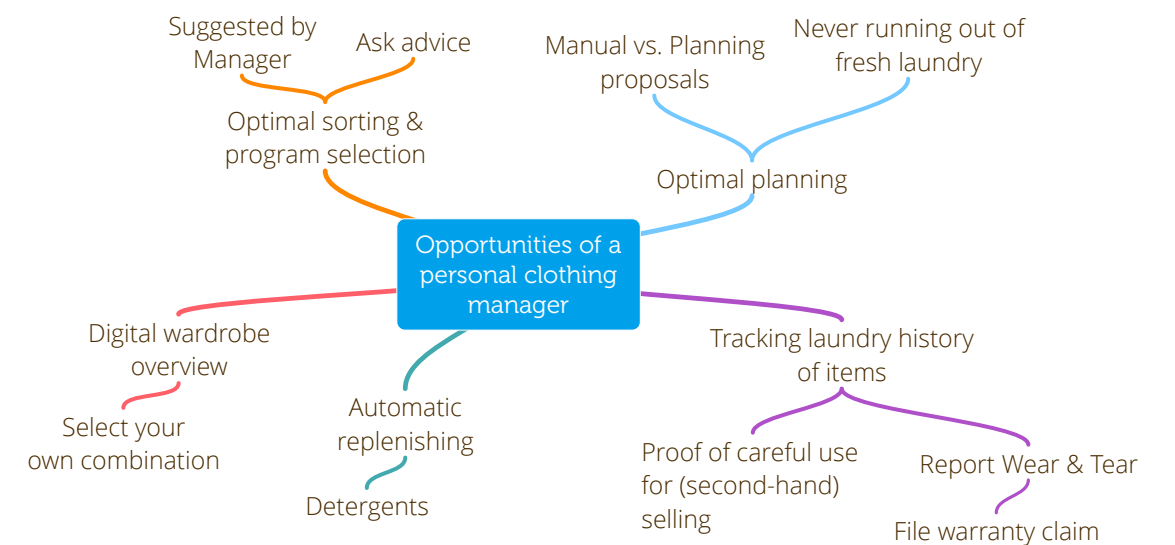 Suggested by
Manager
Ask advice
Optimal sorting &
program selection
Manual vs. Planning
proposals
Never running out of
fresh laundry
Optimal planning
Opportunities of a
personal clothing
manager
Digital wardrobe
overview
Select your
own combination
Automatic
replenishing
Detergents
Tracking laundry history
of items
Proof of careful use
for (second-hand)
selling
Report Wear & Tear
File warranty claim